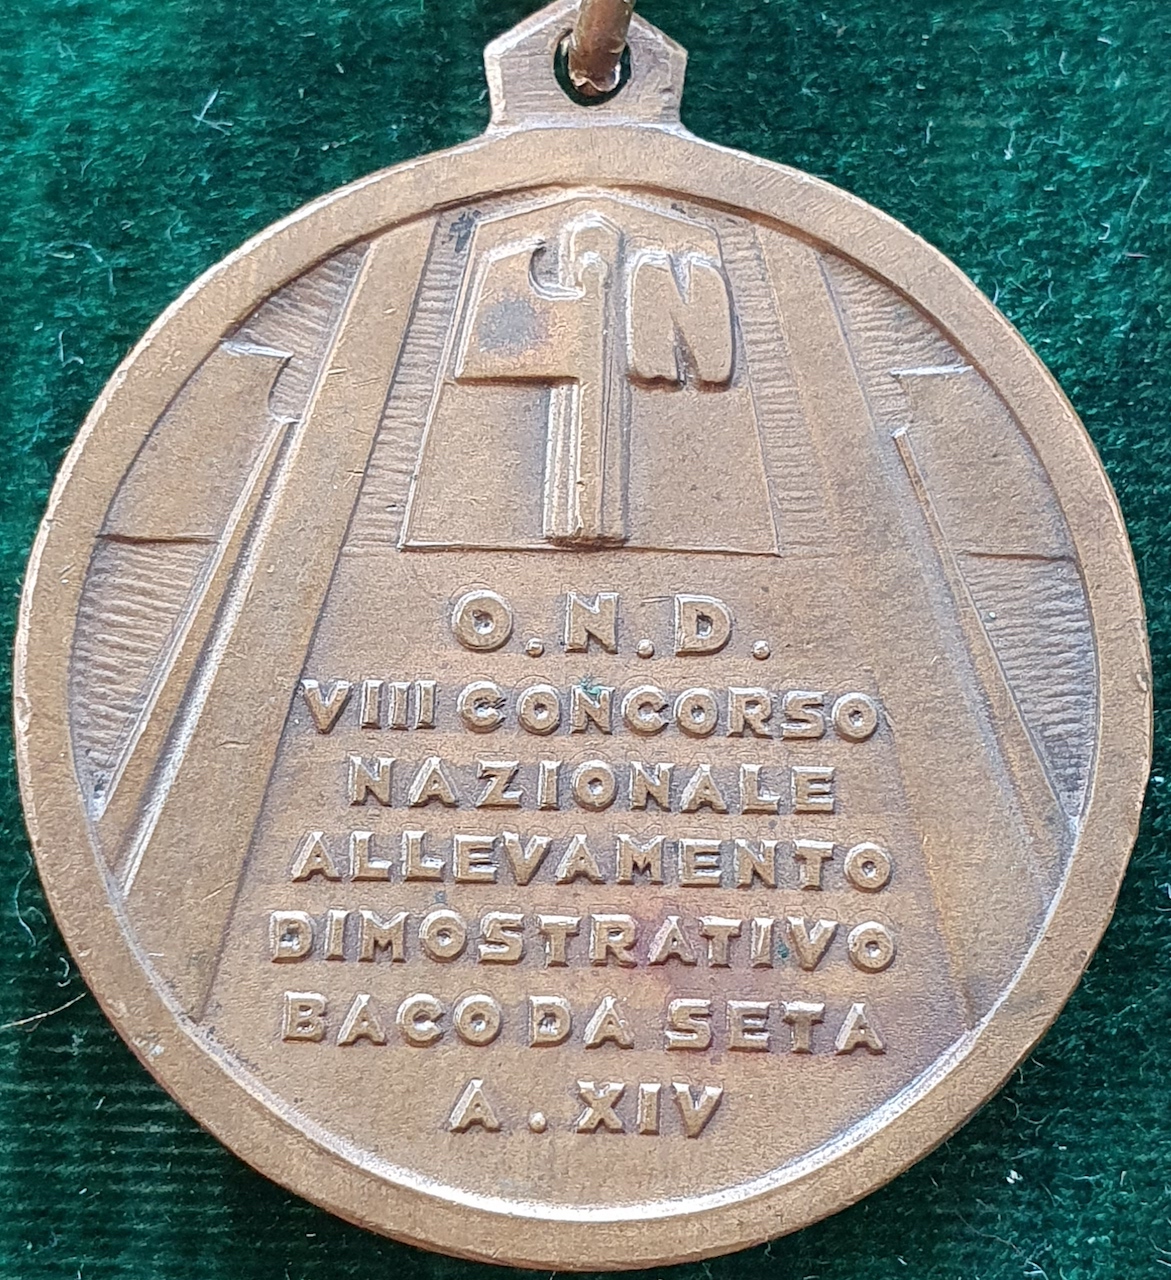 N
O.N.D.
VIII CONCORSO
NAZIONALE
ALLEVAMENTO
DIMOSTRATIVO
BACO DA SETA
A. XIV